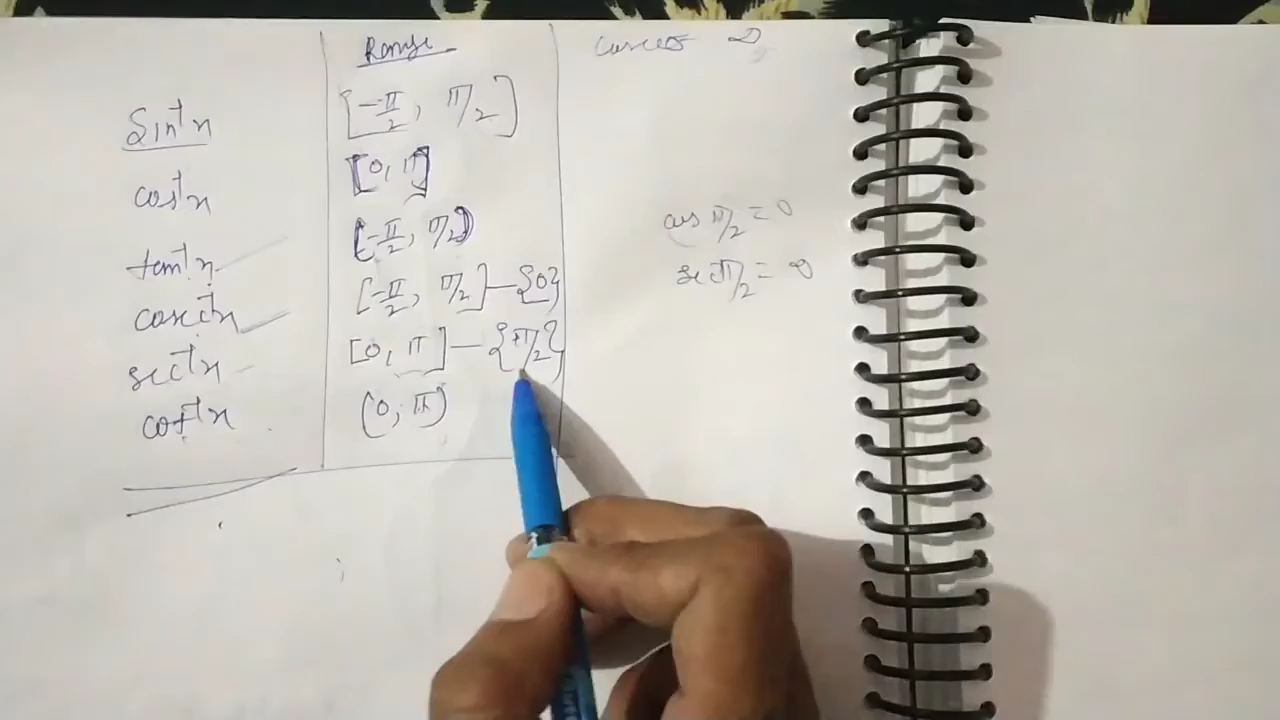 Range
cosec0 = ∞
Sin⁻¹x [-π/2, π/2]
cos⁻¹x [0, π]
tan⁻¹x (-π/2, π/2)
cosec⁻¹x [-π/2, π/2] — {0}
sec⁻¹x [0, π] — {π/2}
cot⁻¹x (0, π)
cos π/2 = 0
sec π/2 = ∞